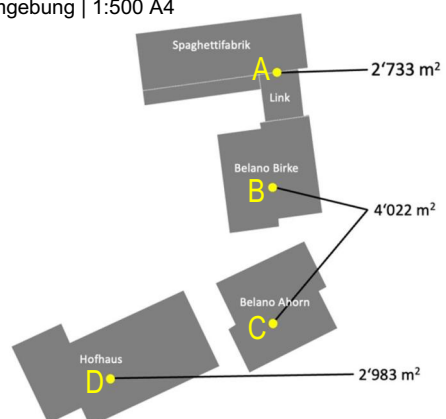 mgebung | 1:500 A4
Spaghettifabrik
A
2'733 m²
Link
Belano Birke
B
4'022 m²
Belano Ahorn
C
Hofhaus
D
2'983 m²